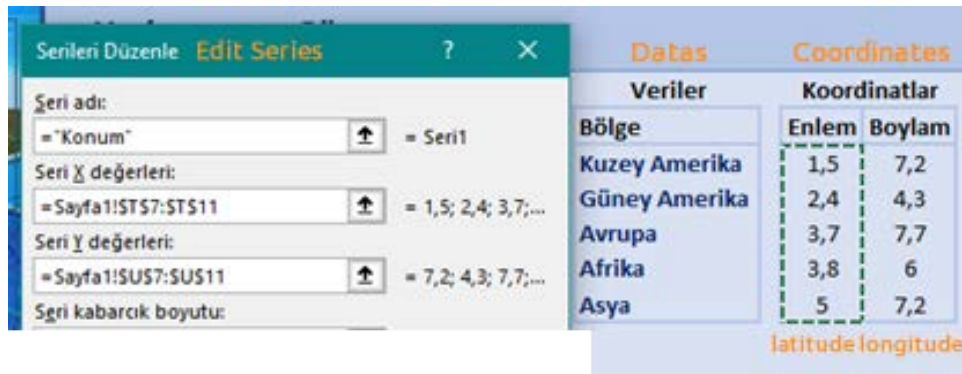 Serileri Düzenle Edit Series ? ×
Seri adı:
="Konum" = Seri1
Seri X değerleri:
=Sayfa1!$T$7:$T$11 = 1,5; 2,4; 3,7;...
Seri Y değerleri:
=Sayfa1!$U$7:$U$11 = 7,2; 4,3; 7,7;...
Seri kabarcık boyutu:
Datas Coordinates
Veriler Koordinatlar
Bölge Enlem Boylam
Kuzey Amerika 1,5 7,2
Güney Amerika 2,4 4,3
Avrupa 3,7 7,7
Afrika 3,8 6
Asya 5 7,2
latitude longitude